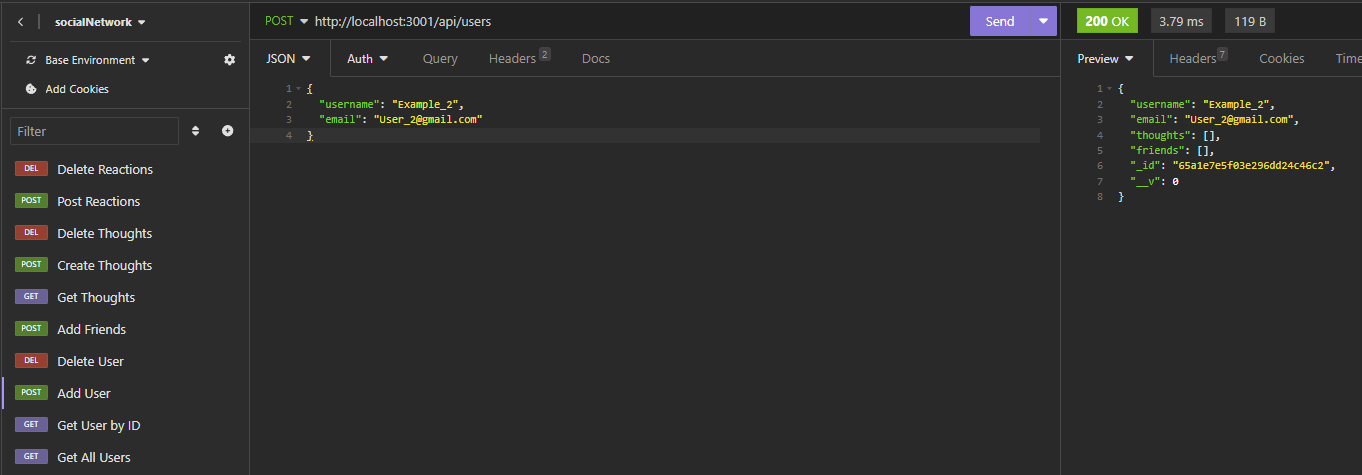 socialNetwork
POST http://localhost:3001/api/users Send
200 OK 3.79 ms 119 B
Base Environment
Add Cookies
Filter
DEL Delete Reactions
POST Post Reactions
DEL Delete Thoughts
POST Create Thoughts
GET Get Thoughts
POST Add Friends
DEL Delete User
POST Add User
GET Get User by ID
GET Get All Users
JSON Auth Query Headers 2 Docs
1 {
2 "username": "Example_2",
3 "email": "User_2@gmail.com"
4 }
Preview Headers 7 Cookies Time
1 {
2 "username": "Example_2",
3 "email": "User_2@gmail.com",
4 "thoughts": [],
5 "friends": [],
6 "_id": "65a1e7e5f03e296dd24c46c2",
7 "__v": 0
8 }